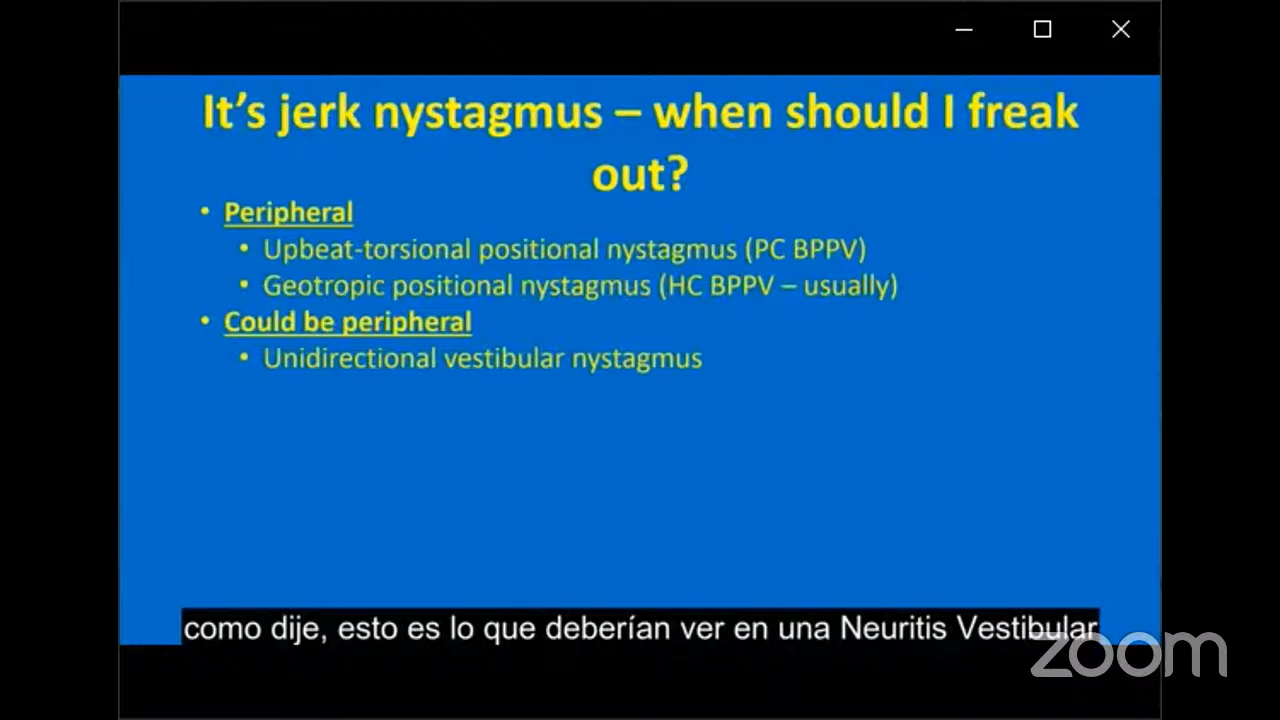 It’s jerk nystagmus – when should I freak
out?
• Peripheral
• Upbeat-torsional positional nystagmus (PC BPPV)
• Geotropic positional nystagmus (HC BPPV – usually)
• Could be peripheral
• Unidirectional vestibular nystagmus
como dije, esto es lo que deberían ver en una Neuritis Vestibular
zoom